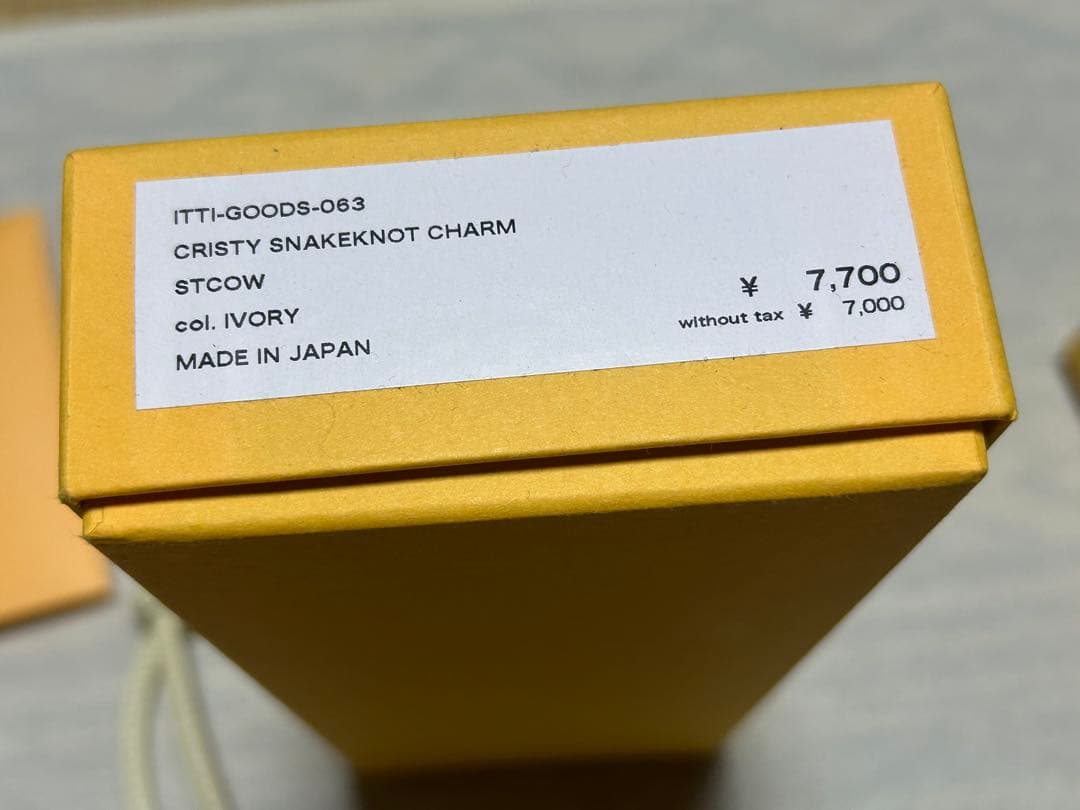 ITTI-GOODS-063
CRISTY SNAKEKNOT CHARM
STCOW
col. IVORY
MADE IN JAPAN
¥ 7,700
without tax ¥ 7,000